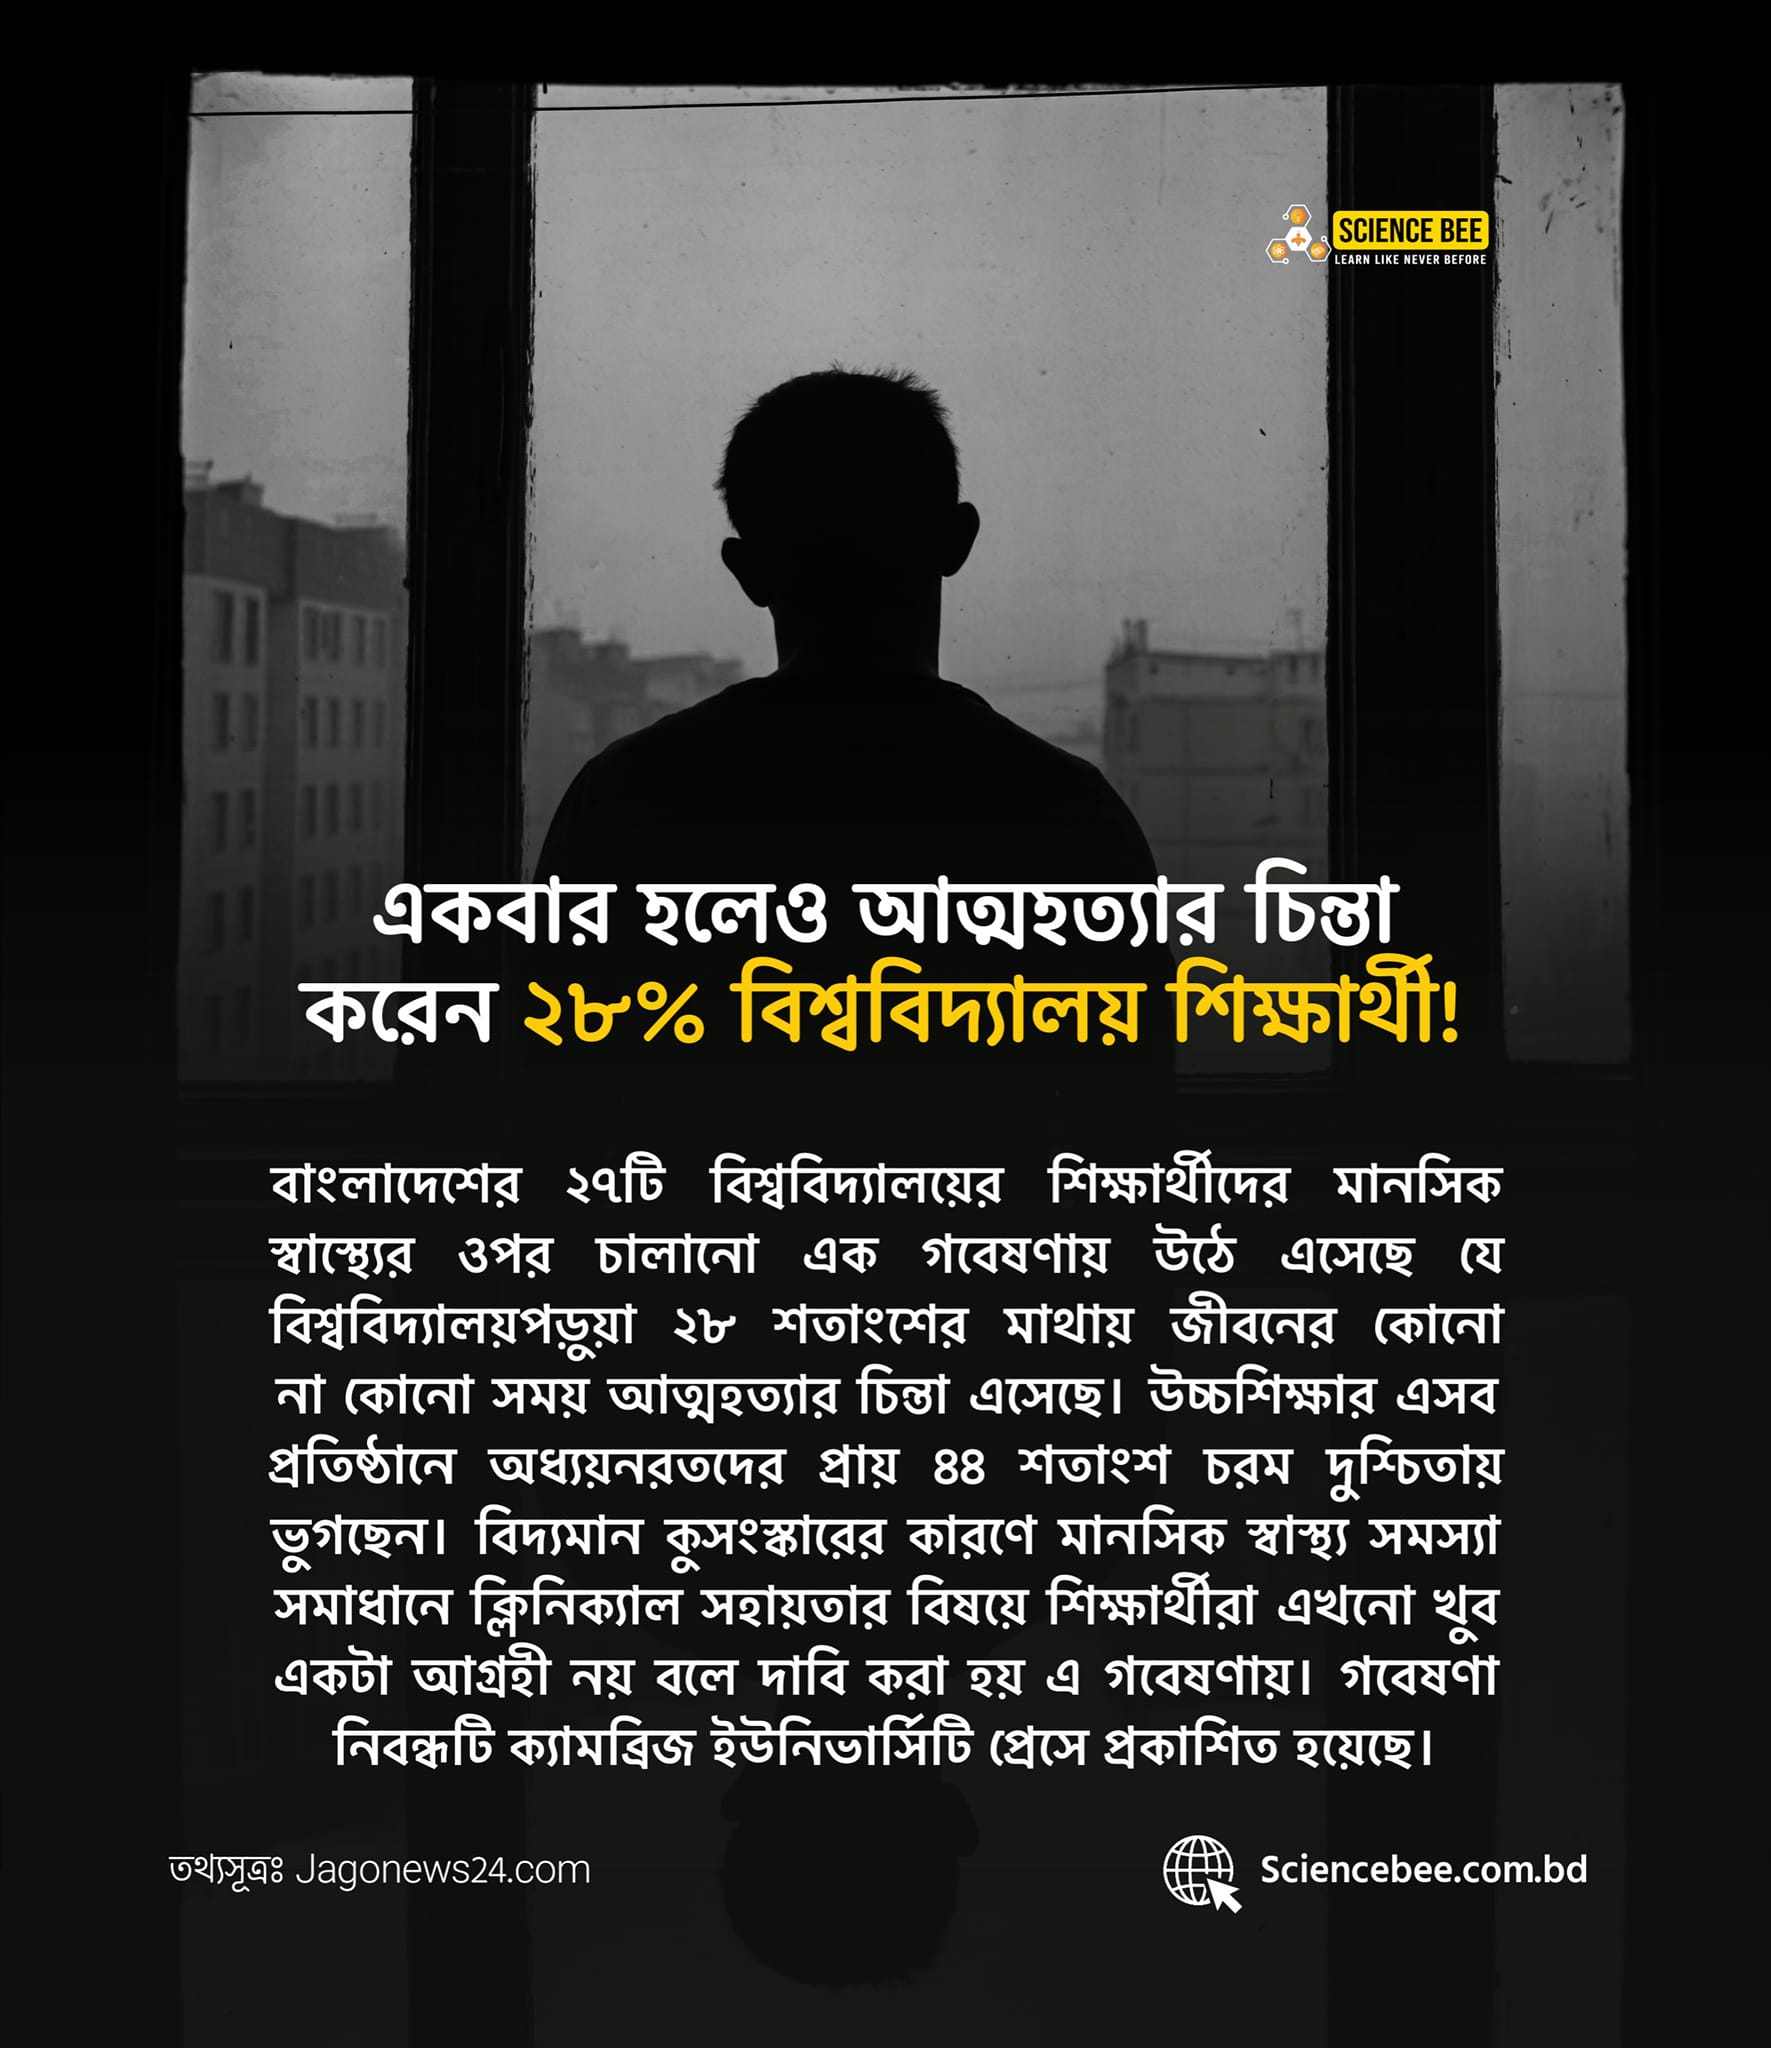 SCIENCE BEE
LEARN LIKE NEVER BEFORE
একবার হলেও আত্মহত্যার চিন্তা
করেন ২৮% বিশ্ববিদ্যালয় শিক্ষার্থী!
বাংলাদেশের ২৭টি বিশ্ববিদ্যালয়ের শিক্ষার্থীদের মানসিক
স্বাস্থ্যের ওপর চালানো এক গবেষণায় উঠে এসেছে যে
বিশ্ববিদ্যালয়পড়ুয়া ২৮ শতাংশের মাথায় জীবনের কোনো
না কোনো সময় আত্মহত্যার চিন্তা এসেছে। উচ্চশিক্ষার এসব
প্রতিষ্ঠানে অধ্যয়নরতদের প্রায় ৪৪ শতাংশ চরম দুশ্চিতায়
ভুগছেন। বিদ্যমান কুসংস্কারের কারণে মানসিক স্বাস্থ্য সমস্যা
সমাধানে ক্লিনিক্যাল সহায়তার বিষয়ে শিক্ষার্থীরা এখনো খুব
একটা আগ্রহী নয় বলে দাবি করা হয় এ গবেষণায়। গবেষণা
নিবন্ধটি ক্যামব্রিজ ইউনিভার্সিটি প্রেসে প্রকাশিত হয়েছে।
তথ্যসূত্রঃ Jagonews24.com
Sciencebee.com.bd